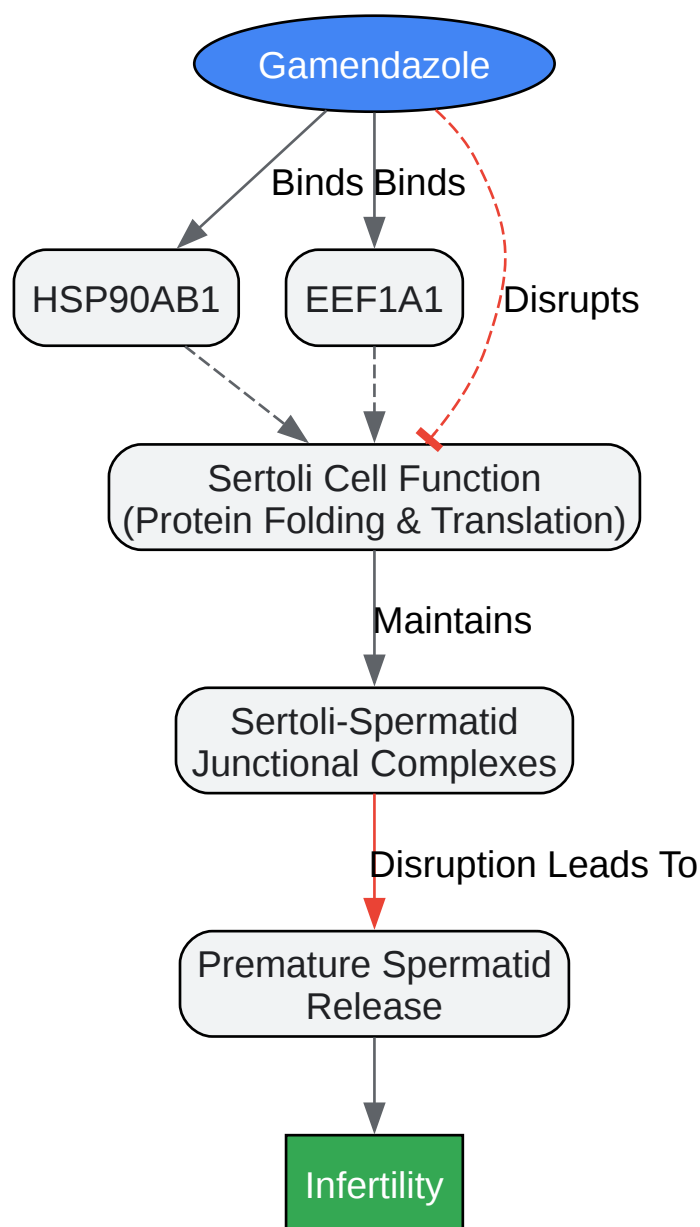 Gamendazole
Binds
Binds
HSP90AB1
EEF1A1
Disrupts
Sertoli Cell Function
(Protein Folding & Translation)
Maintains
Sertoli-Spermatid
Junctional Complexes
Disruption Leads To
Premature Spermatid
Release
Infertility